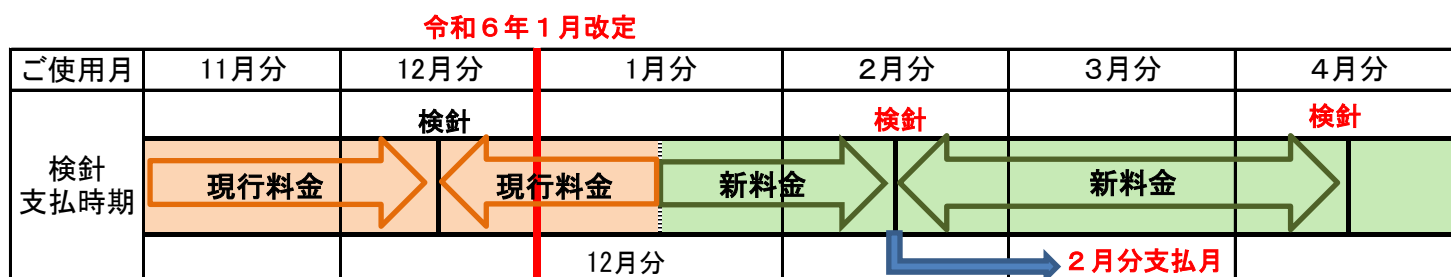 令和６年１月改定
ご使用月
11月分
12月分
１月分
２月分
３月分
４月分
検針
支払時期
検針
検針
検針
現行料金
現行料金
新料金
新料金
12月分
２月分支払月